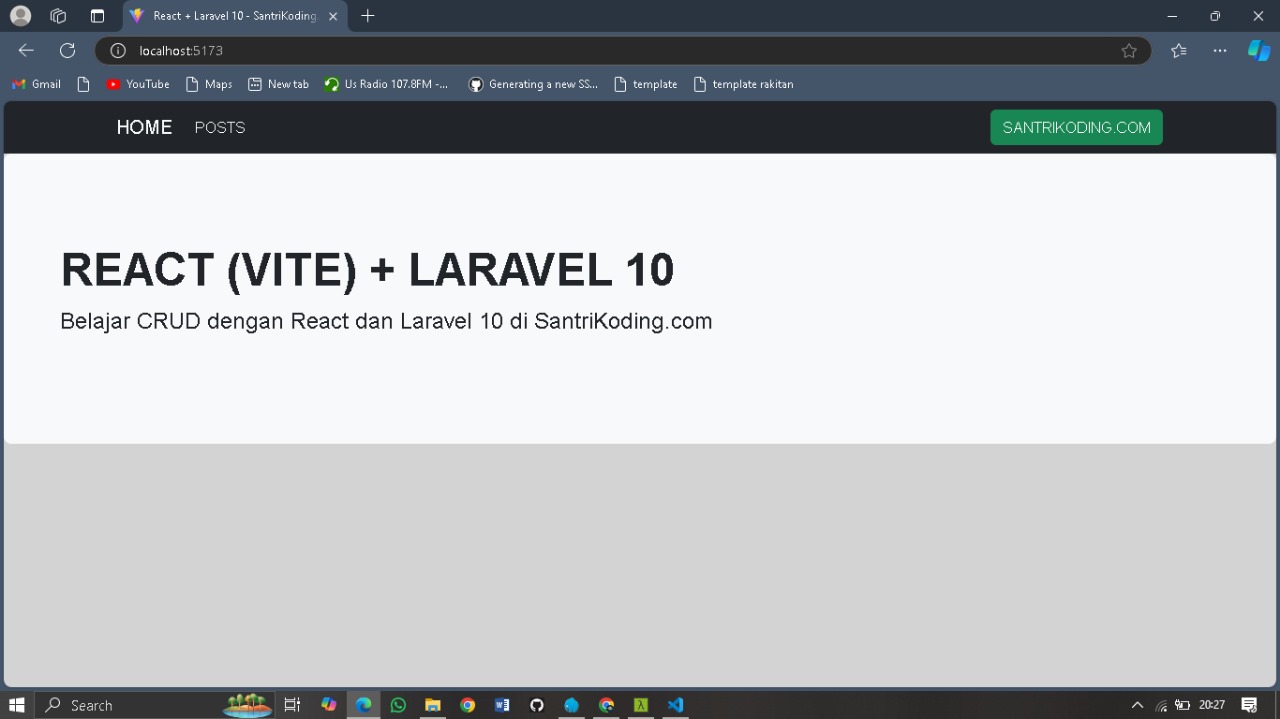 React + Laravel 10 - SantriKoding.
localhost:5173
Gmail
YouTube
Maps
New tab
Us Radio 107.8FM -...
Generating a new SS...
template
template rakitan
HOME
POSTS
SANTRIKODING.COM
REACT (VITE) + LARAVEL 10
Belajar CRUD dengan React dan Laravel 10 di SantriKoding.com
Search
20:27